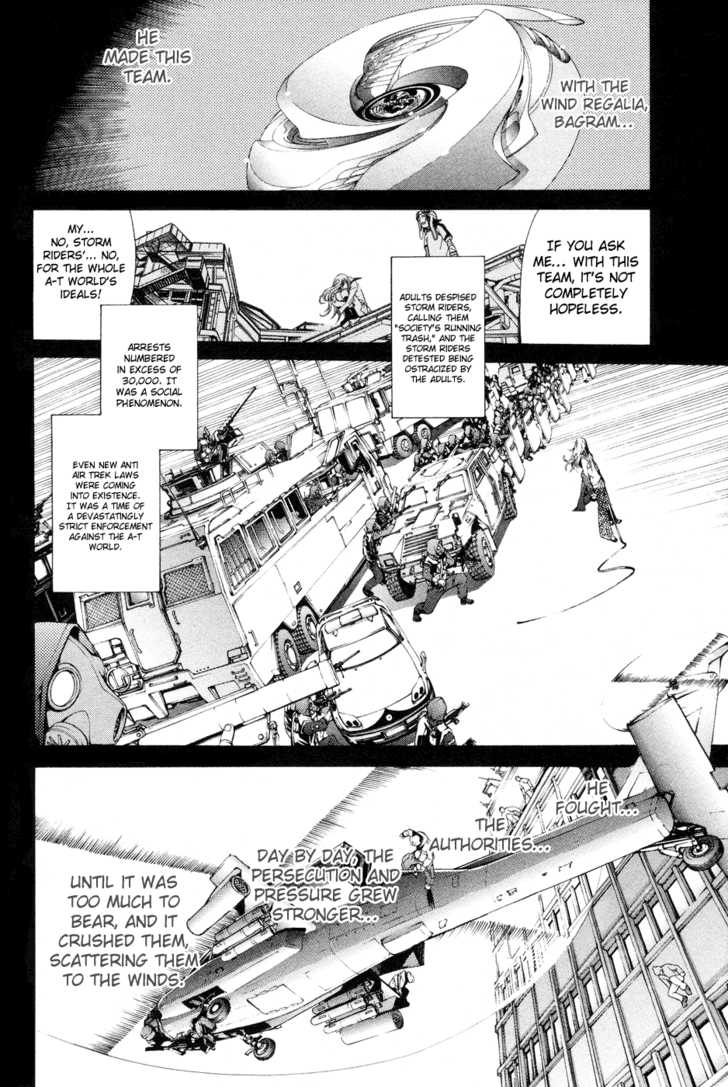 WITH THE
WIND REGALIA,
BAGRAM...
HE
MADE THIS
TEAM.
IF YOU ASK
ME... WITH THIS
TEAM, IT'S NOT
COMPLETELY
HOPELESS.
MY...
NO, STORM
RIDERS'... NO,
FOR THE WHOLE
A-T WORLD'S
IDEALS!
ADULTS DESPISED
STORM RIDERS,
CALLING THEM
"SOCIETY'S RUNNING
TRASH," AND THE
STORM RIDERS
DETESTED BEING
OSTRACIZED BY
THE ADULTS.
ARRESTS
NUMBERED
IN EXCESS OF
30,000. IT
WAS A SOCIAL
PHENOMENON.
EVEN NEW ANTI
AIR TREK LAWS
WERE COMING
INTO EXISTENCE.
IT WAS A TIME OF
A DEVASTATINGLY
STRICT ENFORCEMENT
AGAINST THE A-T
WORLD.
HE
FOUGHT...
THE
AUTHORITIES...
DAY BY DAY, THE
PERSECUTION AND
PRESSURE GREW
STRONGER...
UNTIL IT WAS
TOO MUCH TO
BEAR, AND IT
CRUSHED THEM,
SCATTERING THEM
TO THE WINDS.